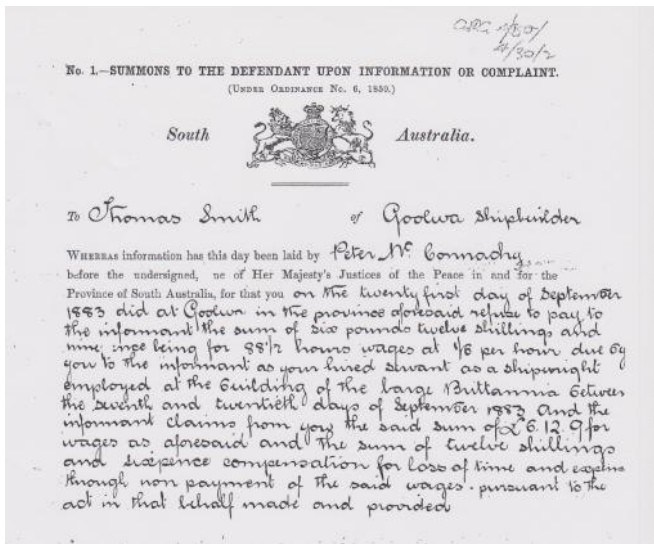 4/30/2
No. 1.—SUMMONS TO THE DEFENDANT UPON INFORMATION OR COMPLAINT.
(UNDER ORDINANCE NO. 6, 1850.)
South Australia.
To Thomas Smith of Goolwa Shipbuilder
WHEREAS information has this day been laid by Peter Mc Connachy
before the undersigned, ne of Her Majesty's Justices of the Peace in and for the
Province of South Australia, for that you on the twenty first day of September
1883 did at Goolwa in the province aforesaid refuse to pay to
the informant the sum of six pounds twelve shillings and
nine ence being for 88 1/2 hours wages at 1/6 per hour due by
you to the informant as your hired servant as a shipwright
employed at the building of the barge Brittannia between
the seventh and twentieth days of September 1883 And the
informant claims from you the said sum of £6.12.9 for
wages as aforesaid and the sum of twelve shillings
and sixpence compensation for loss of time and expense
through non payment of the said wages. pursuant to the
act in that behalf made and provided